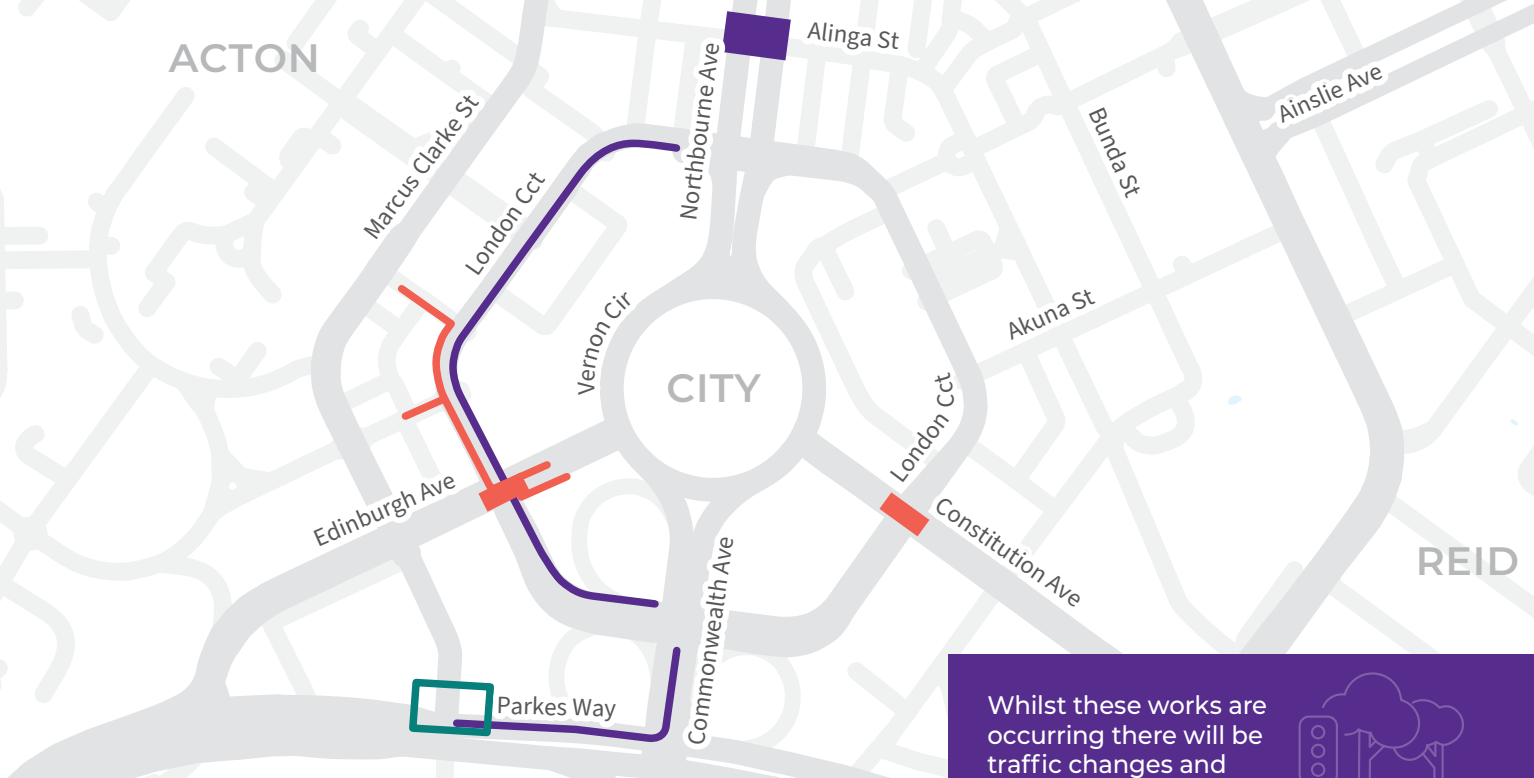 ACTON
Alinga St
Northbourne Ave
Ainslie Ave
Marcus Clarke St
Bunda St
London Cct
Vernon Cir
Akuna St
CITY
London Cct
Edinburgh Ave
Constitution Ave
REID
Commonwealth Ave
Parkes Way
Whilst these works are
occurring there will be
traffic changes and